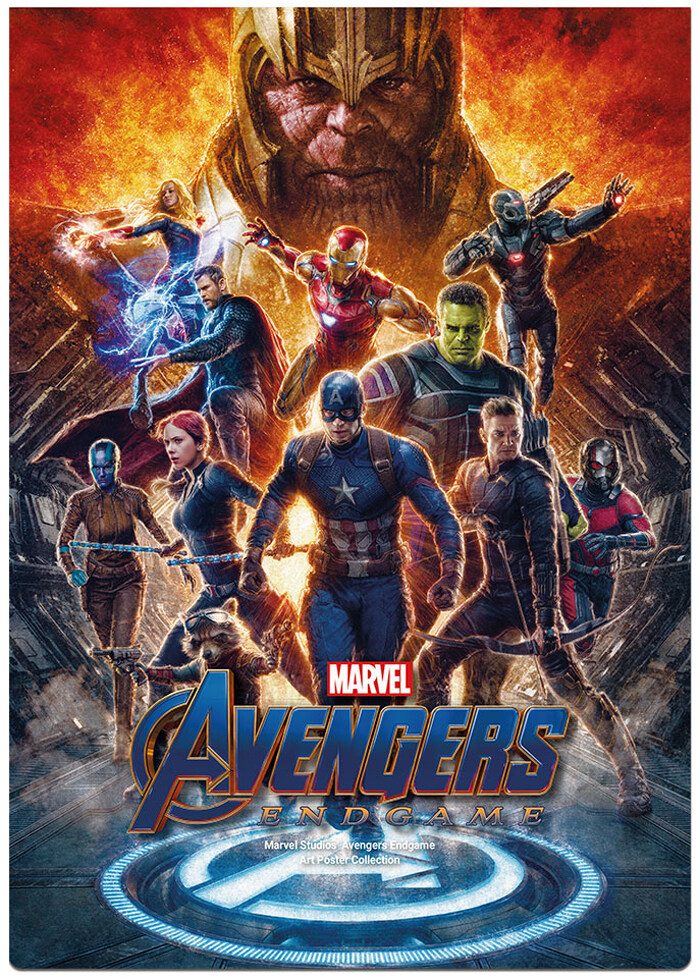 MARVEL
AVENGERS
ENDGAME
Marvel Studios Avengers Endgame
Art Poster Collection